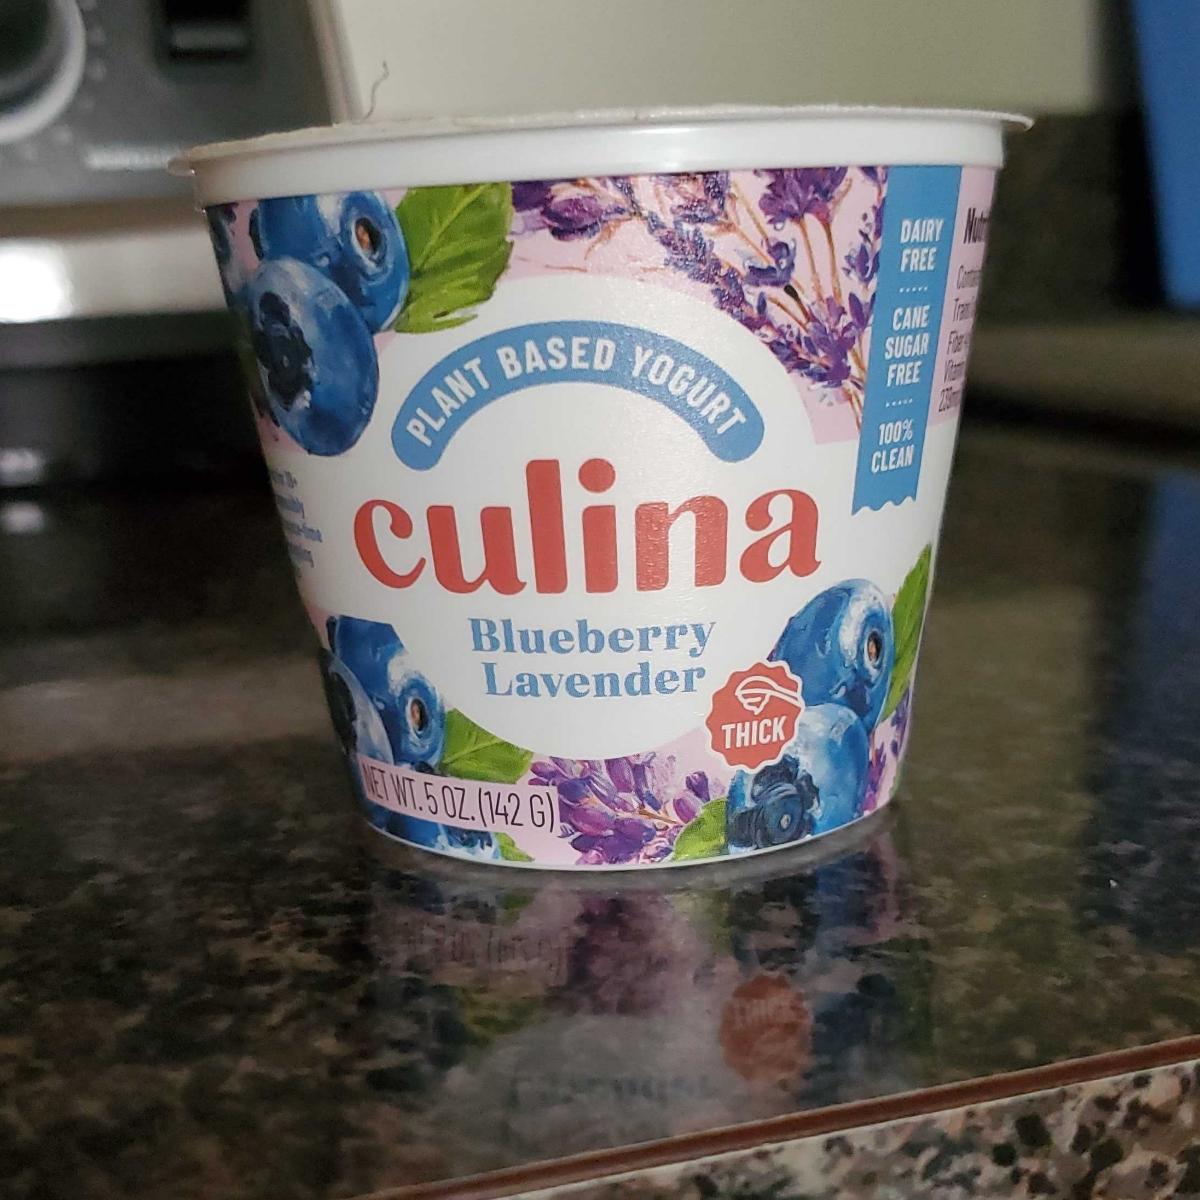 PLANT BASED YOGURT
culina
Blueberry
Lavender
THICK
NET WT. 5 OZ. (142 G)
DAIRY
FREE
CANE
SUGAR
FREE
100%
CLEAN